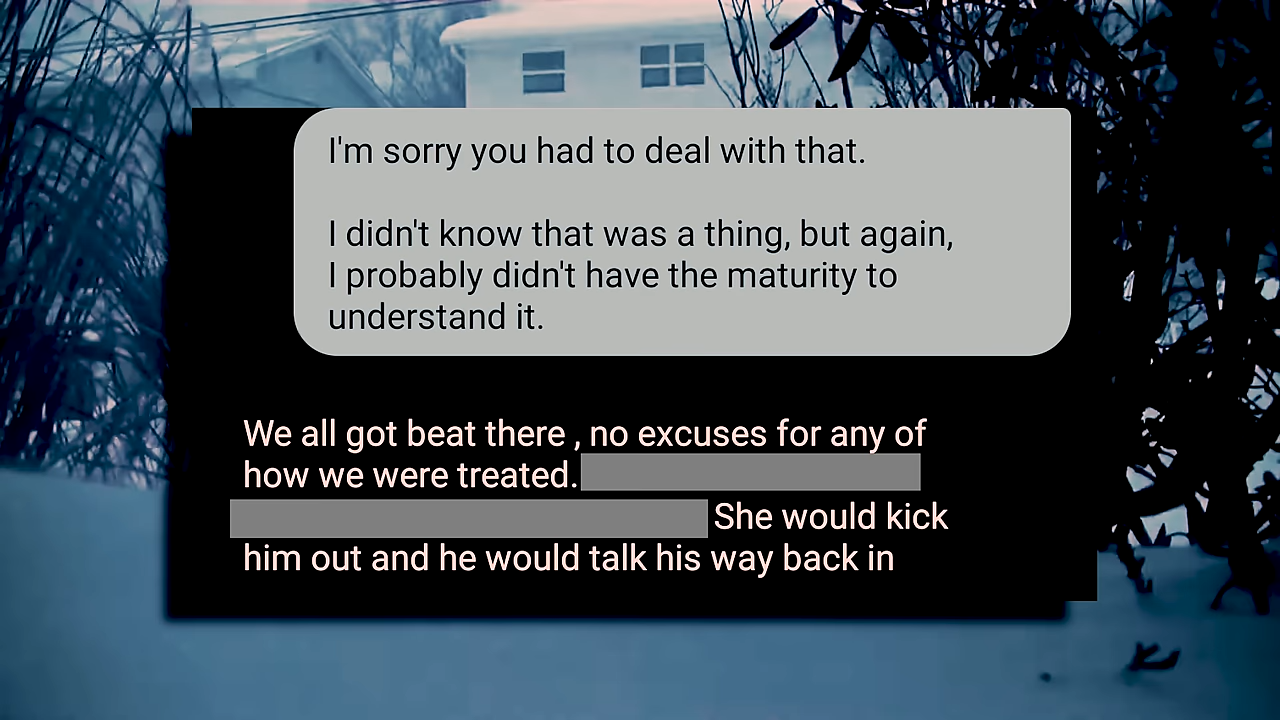 I'm sorry you had to deal with that.
I didn't know that was a thing, but again,
I probably didn't have the maturity to
understand it.
We all got beat there , no excuses for any of
how we were treated.
She would kick
him out and he would talk his way back in